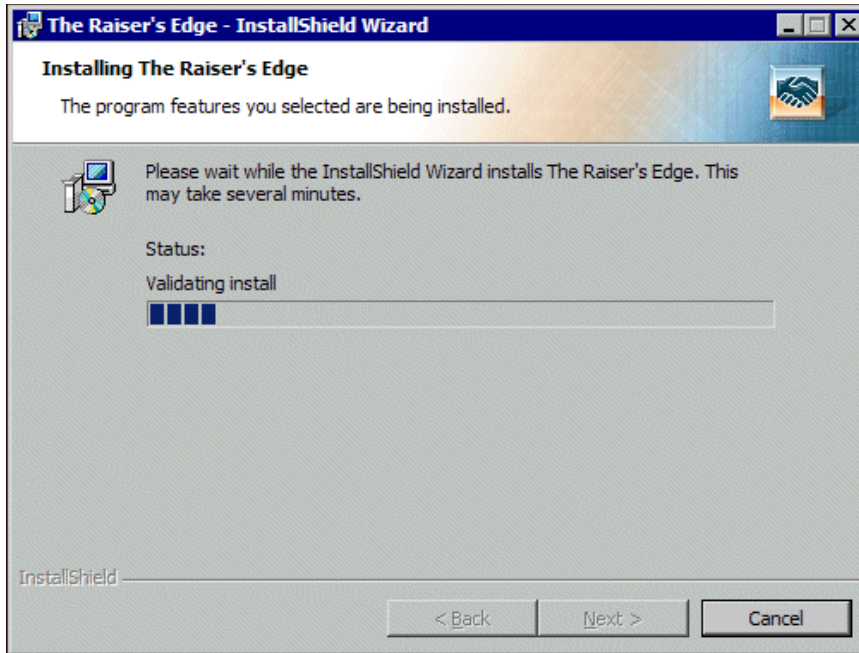 The Raiser's Edge - InstallShield Wizard
Installing The Raiser's Edge
The program features you selected are being installed.
Please wait while the InstallShield Wizard installs The Raiser's Edge. This
may take several minutes.
Status:
Validating install
InstallShield
< Back
Next >
Cancel